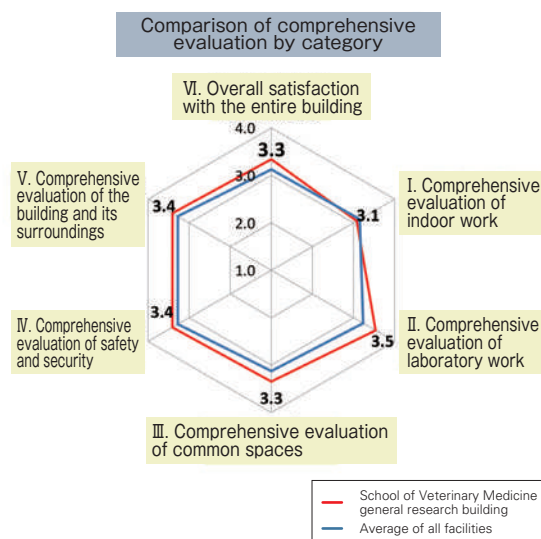 Comparison of comprehensive
evaluation by category
Ⅵ. Overall satisfaction
with the entire building
4.0
3.3
3.0
2.0
1.0
Ⅴ. Comprehensive
evaluation of the
building and its
surroundings
3.4
3.1
Ⅰ. Comprehensive
evaluation of
indoor work
Ⅳ. Comprehensive
evaluation of safety
and security
3.4
3.5
Ⅱ. Comprehensive
evaluation of
laboratory work
3.3
Ⅲ. Comprehensive evaluation
of common spaces
School of Veterinary Medicine
general research building
Average of all facilities